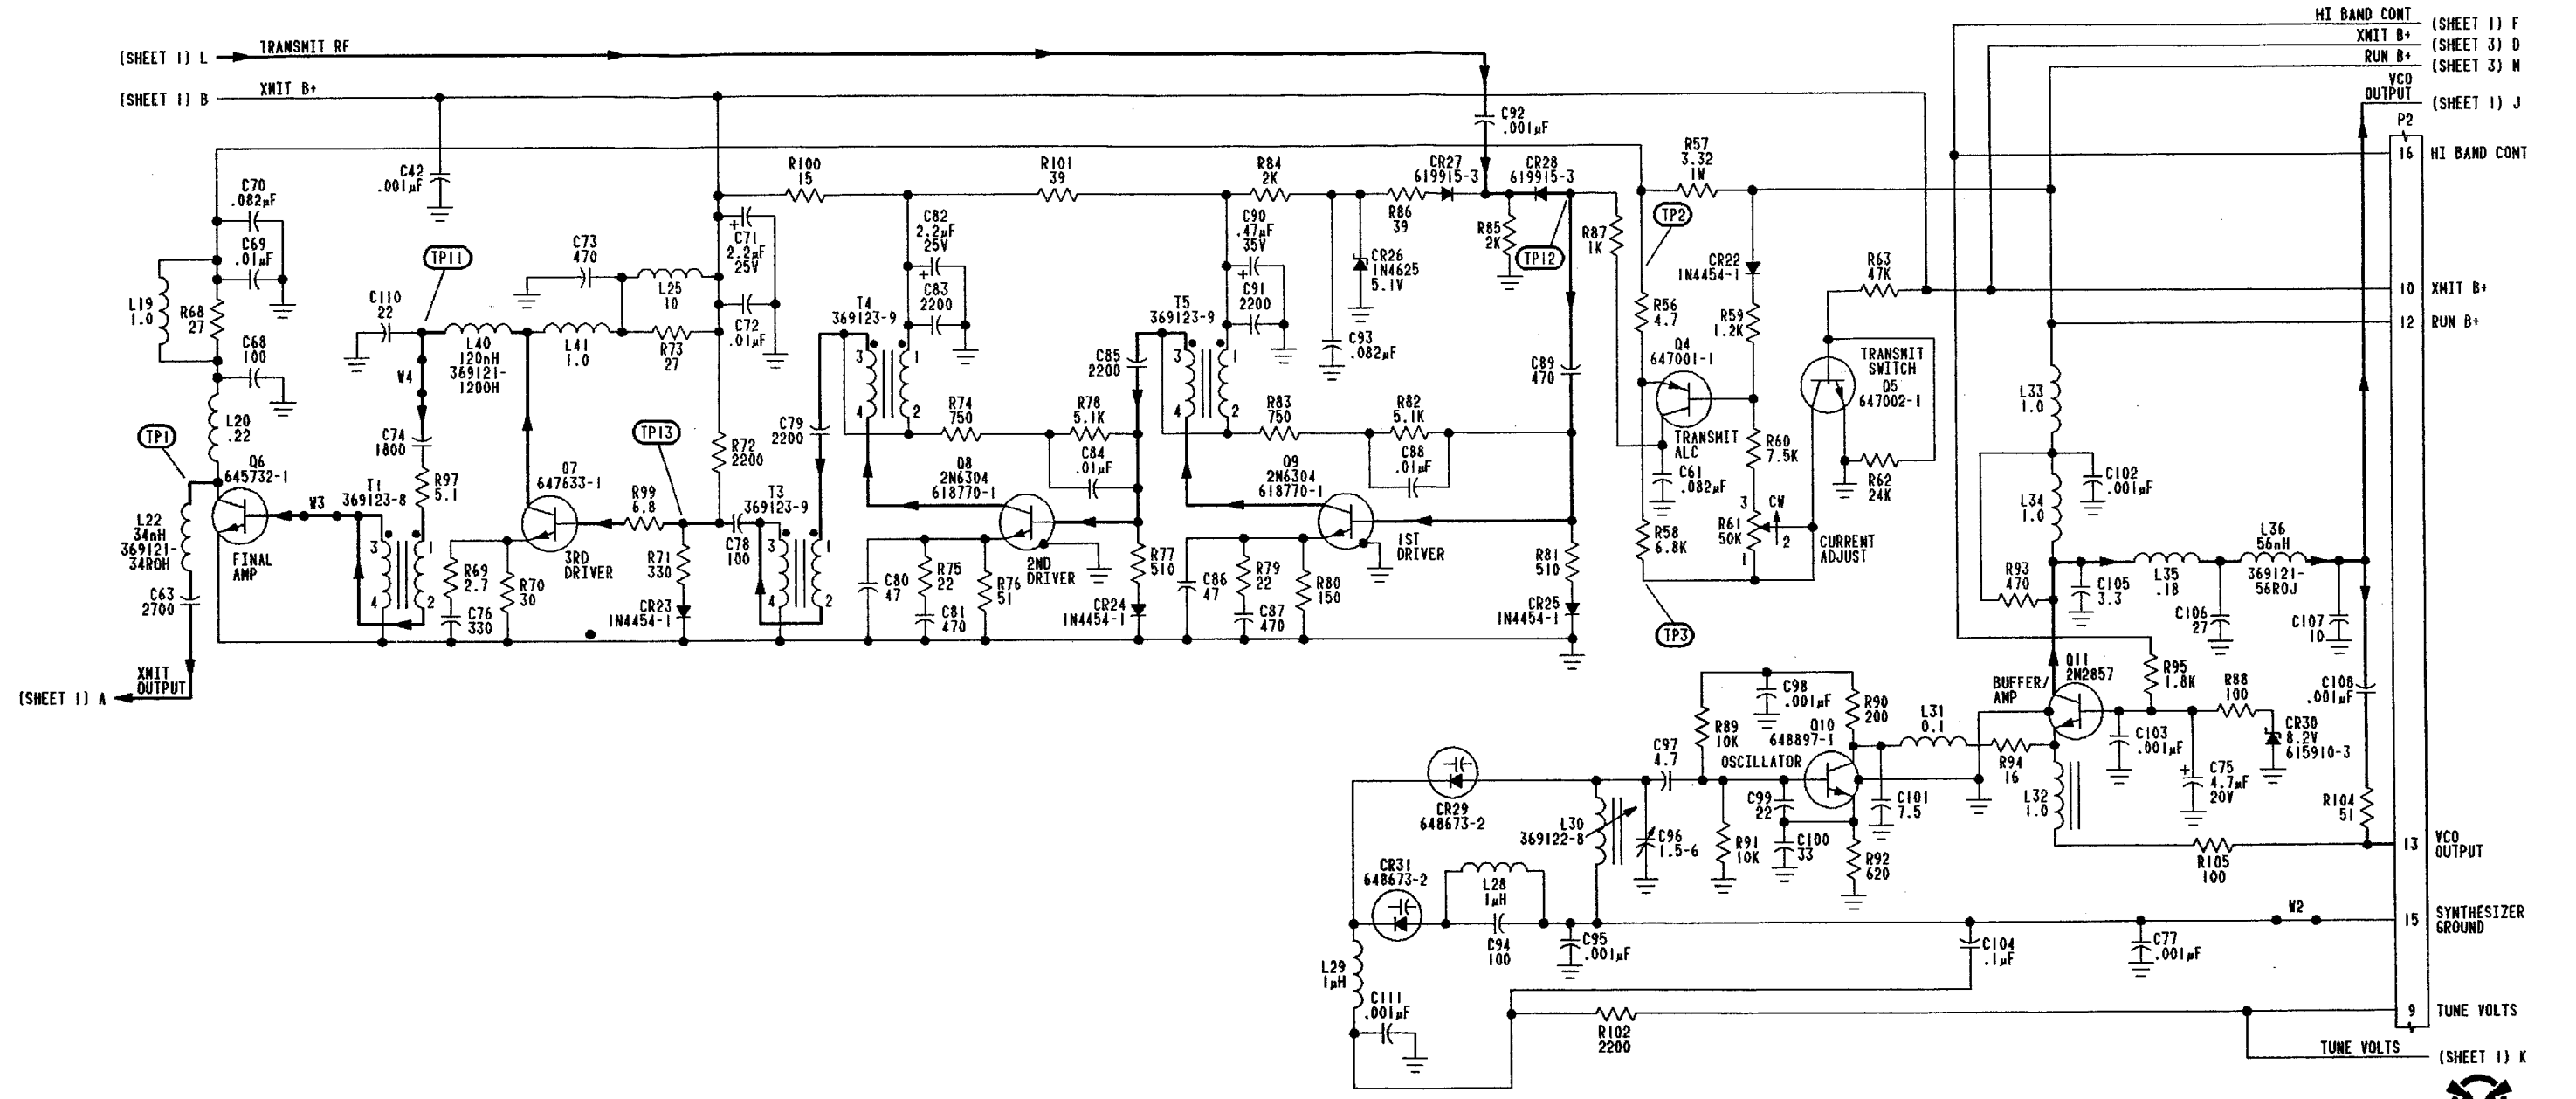 HI BAND CONT (SHEET 1) F
XMIT B+ (SHEET 3) D
RUN B+ (SHEET 3) M
VCO
OUTPUT (SHEET 1) J
(SHEET 1) L TRANSMIT RF
(SHEET 1) B XMIT B+
C92
.001µF
P2
16 HI BAND CONT
10 XMIT B+
12 RUN B+
13 VCO
OUTPUT
15 SYNTHESIZER
GROUND
9 TUNE VOLTS
TUNE VOLTS (SHEET 1) K
C70
.082µF
C69
.01µF
L19
1.0
R68
27
C68
100
L20
.22
TP1
Q6
645732-1
FINAL
AMP
L22
34nH
369121-
34R0H
C63
2700
XMIT
OUTPUT
(SHEET 1) A
W3
C42
.001µF
TP11
C110
22
L40
120nH
369121-
1200H
W4
C74
1800
R97
5.1
T1
369123-8
3
1
4
2
C73
470
L25
10
L41
1.0
R73
27
C71
+
2.2µF
25V
C72
.01µF
Q7
647633-1
3RD
DRIVER
R69
2.7
C76
330
R70
30
R99
6.8
TP13
R71
330
CR23
1N4454-1
R72
2200
C78
100
T3
369123-9
3
1
4
2
C79
2200
R100
15
R101
39
R84
2K
T4
369123-9
3
1
4
2
C82
2.2µF
25V
+
C83
2200
R74
750
R78
5.1K
C84
.01µF
Q8
2N6304
618770-1
2ND
DRIVER
C80
47
R75
22
C81
470
R76
51
R77
510
CR24
1N4454-1
C85
2200
T5
369123-9
3
1
4
2
C90
.47µF
35V
+
C91
2200
R83
750
R82
5.1K
C88
.01µF
Q9
2N6304
618770-1
1ST
DRIVER
C86
47
R79
22
C87
470
R80
150
R81
510
CR25
1N4454-1
C89
470
R86
39
CR27
619915-3
CR28
619915-3
R85
2K
CR26
1N4625
5.1V
C93
.082µF
TP12
R87
1K
R57
3.32
1W
TP2
CR22
1N4454-1
R56
4.7
R59
1.2K
Q4
647001-1
TRANSMIT
ALC
C61
.082µF
R58
6.8K
R60
7.5K
R61
50K
3
CW
2
1
CURRENT
ADJUST
TP3
R63
47K
TRANSMIT
SWITCH
Q5
647002-1
R62
24K
L33
1.0
L34
1.0
C102
.001µF
R93
470
C105
3.3
L35
.18
C106
27
L36
56nH
369121-
56R0J
C107
10
C108
.001µF
Q11
2N2857
BUFFER/
AMP
R95
1.8K
R88
100
CR30
8.2V
615910-3
C103
.001µF
+
C75
4.7µF
20V
R104
51
R105
100
L32
1.0
R94
16
L31
0.1
C98
.001µF
R90
200
R89
10K
Q10
648897-1
OSCILLATOR
C97
4.7
C99
22
C100
33
C101
7.5
R92
620
R91
10K
C96
1.5-6
L30
369122-8
CR29
648673-2
CR31
648673-2
L28
1µH
C94
100
C95
.001µF
L29
1µH
C111
.001µF
C104
.1µF
C77
.001µF
W2
R102
2200